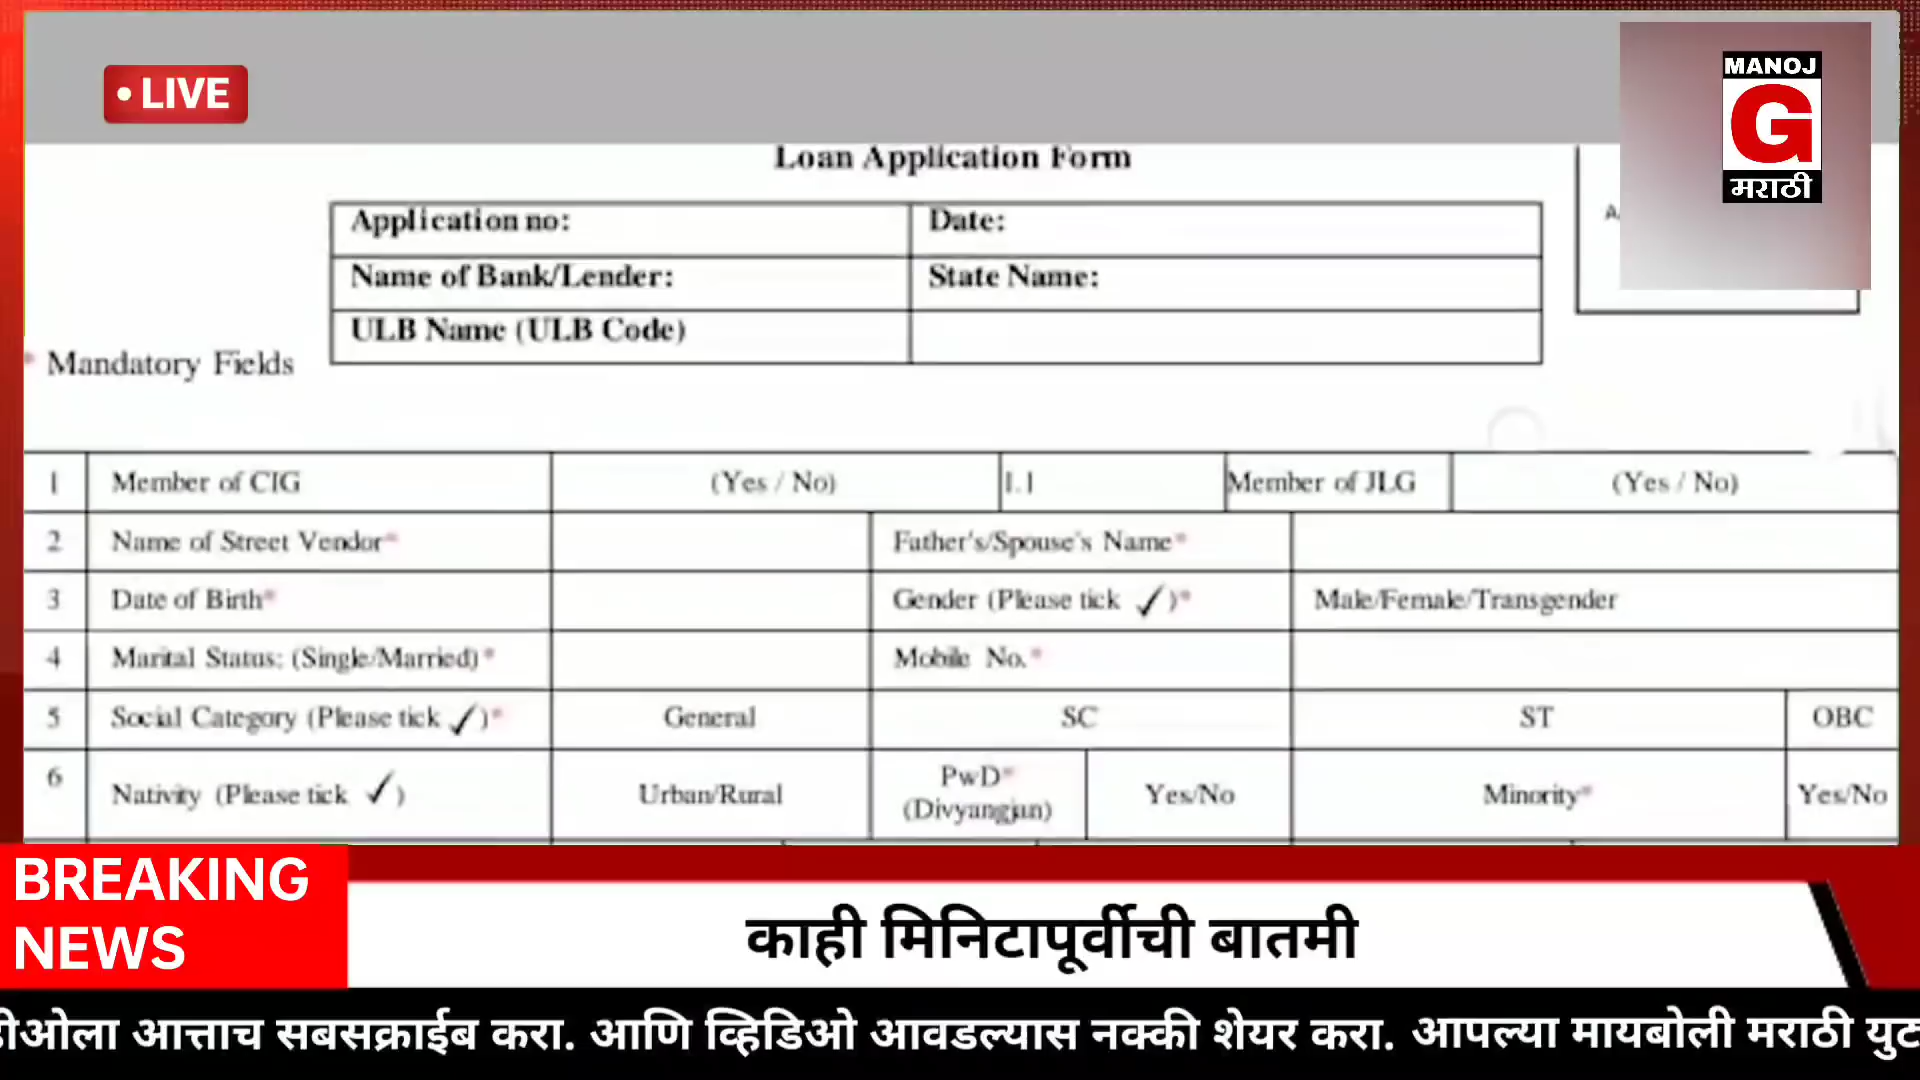 • LIVE
MANOJ
G
मराठी
Loan Application Form
Application no: Date:
Name of Bank/Lender: State Name:
ULB Name (ULB Code)
* Mandatory Fields
1 Member of CIG (Yes / No) 1.1 Member of JLG (Yes / No)
2 Name of Street Vendor* Father's/Spouse's Name*
3 Date of Birth* Gender (Please tick ✓)* Male/Female/Transgender
4 Marital Status: (Single/Married)* Mobile No.*
5 Social Category (Please tick ✓)* General SC ST OBC
6 Nativity (Please tick ✓) Urban/Rural PwD* (Divyangjan) Yes/No Minority* Yes/No
BREAKING
NEWS
काही मिनिटापूर्वीची बातमी
आत्ताच सबसक्राईब करा. आणि व्हिडिओ आवडल्यास नक्की शेयर करा. आपल्या मायबोली मराठी